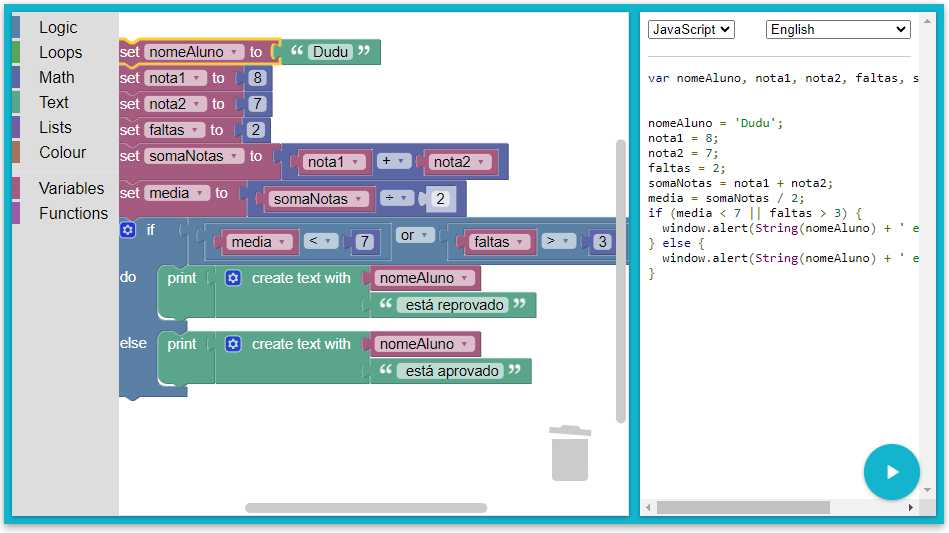 Logic
Loops
Math
Text
Lists
Colour
Variables
Functions
set nomeAluno to “ Dudu ”
set nota1 to 8
set nota2 to 7
set faltas to 2
set somaNotas to nota1 + nota2
set media to somaNotas ÷ 2
if media < 7 or faltas > 3
do print create text with nomeAluno
“ está reprovado ”
else print create text with nomeAluno
“ está aprovado ”
JavaScript English
var nomeAluno, nota1, nota2, faltas, s
nomeAluno = 'Dudu';
nota1 = 8;
nota2 = 7;
faltas = 2;
somaNotas = nota1 + nota2;
media = somaNotas / 2;
if (media < 7 || faltas > 3) {
window.alert(String(nomeAluno) + ' e
} else {
window.alert(String(nomeAluno) + ' e
}